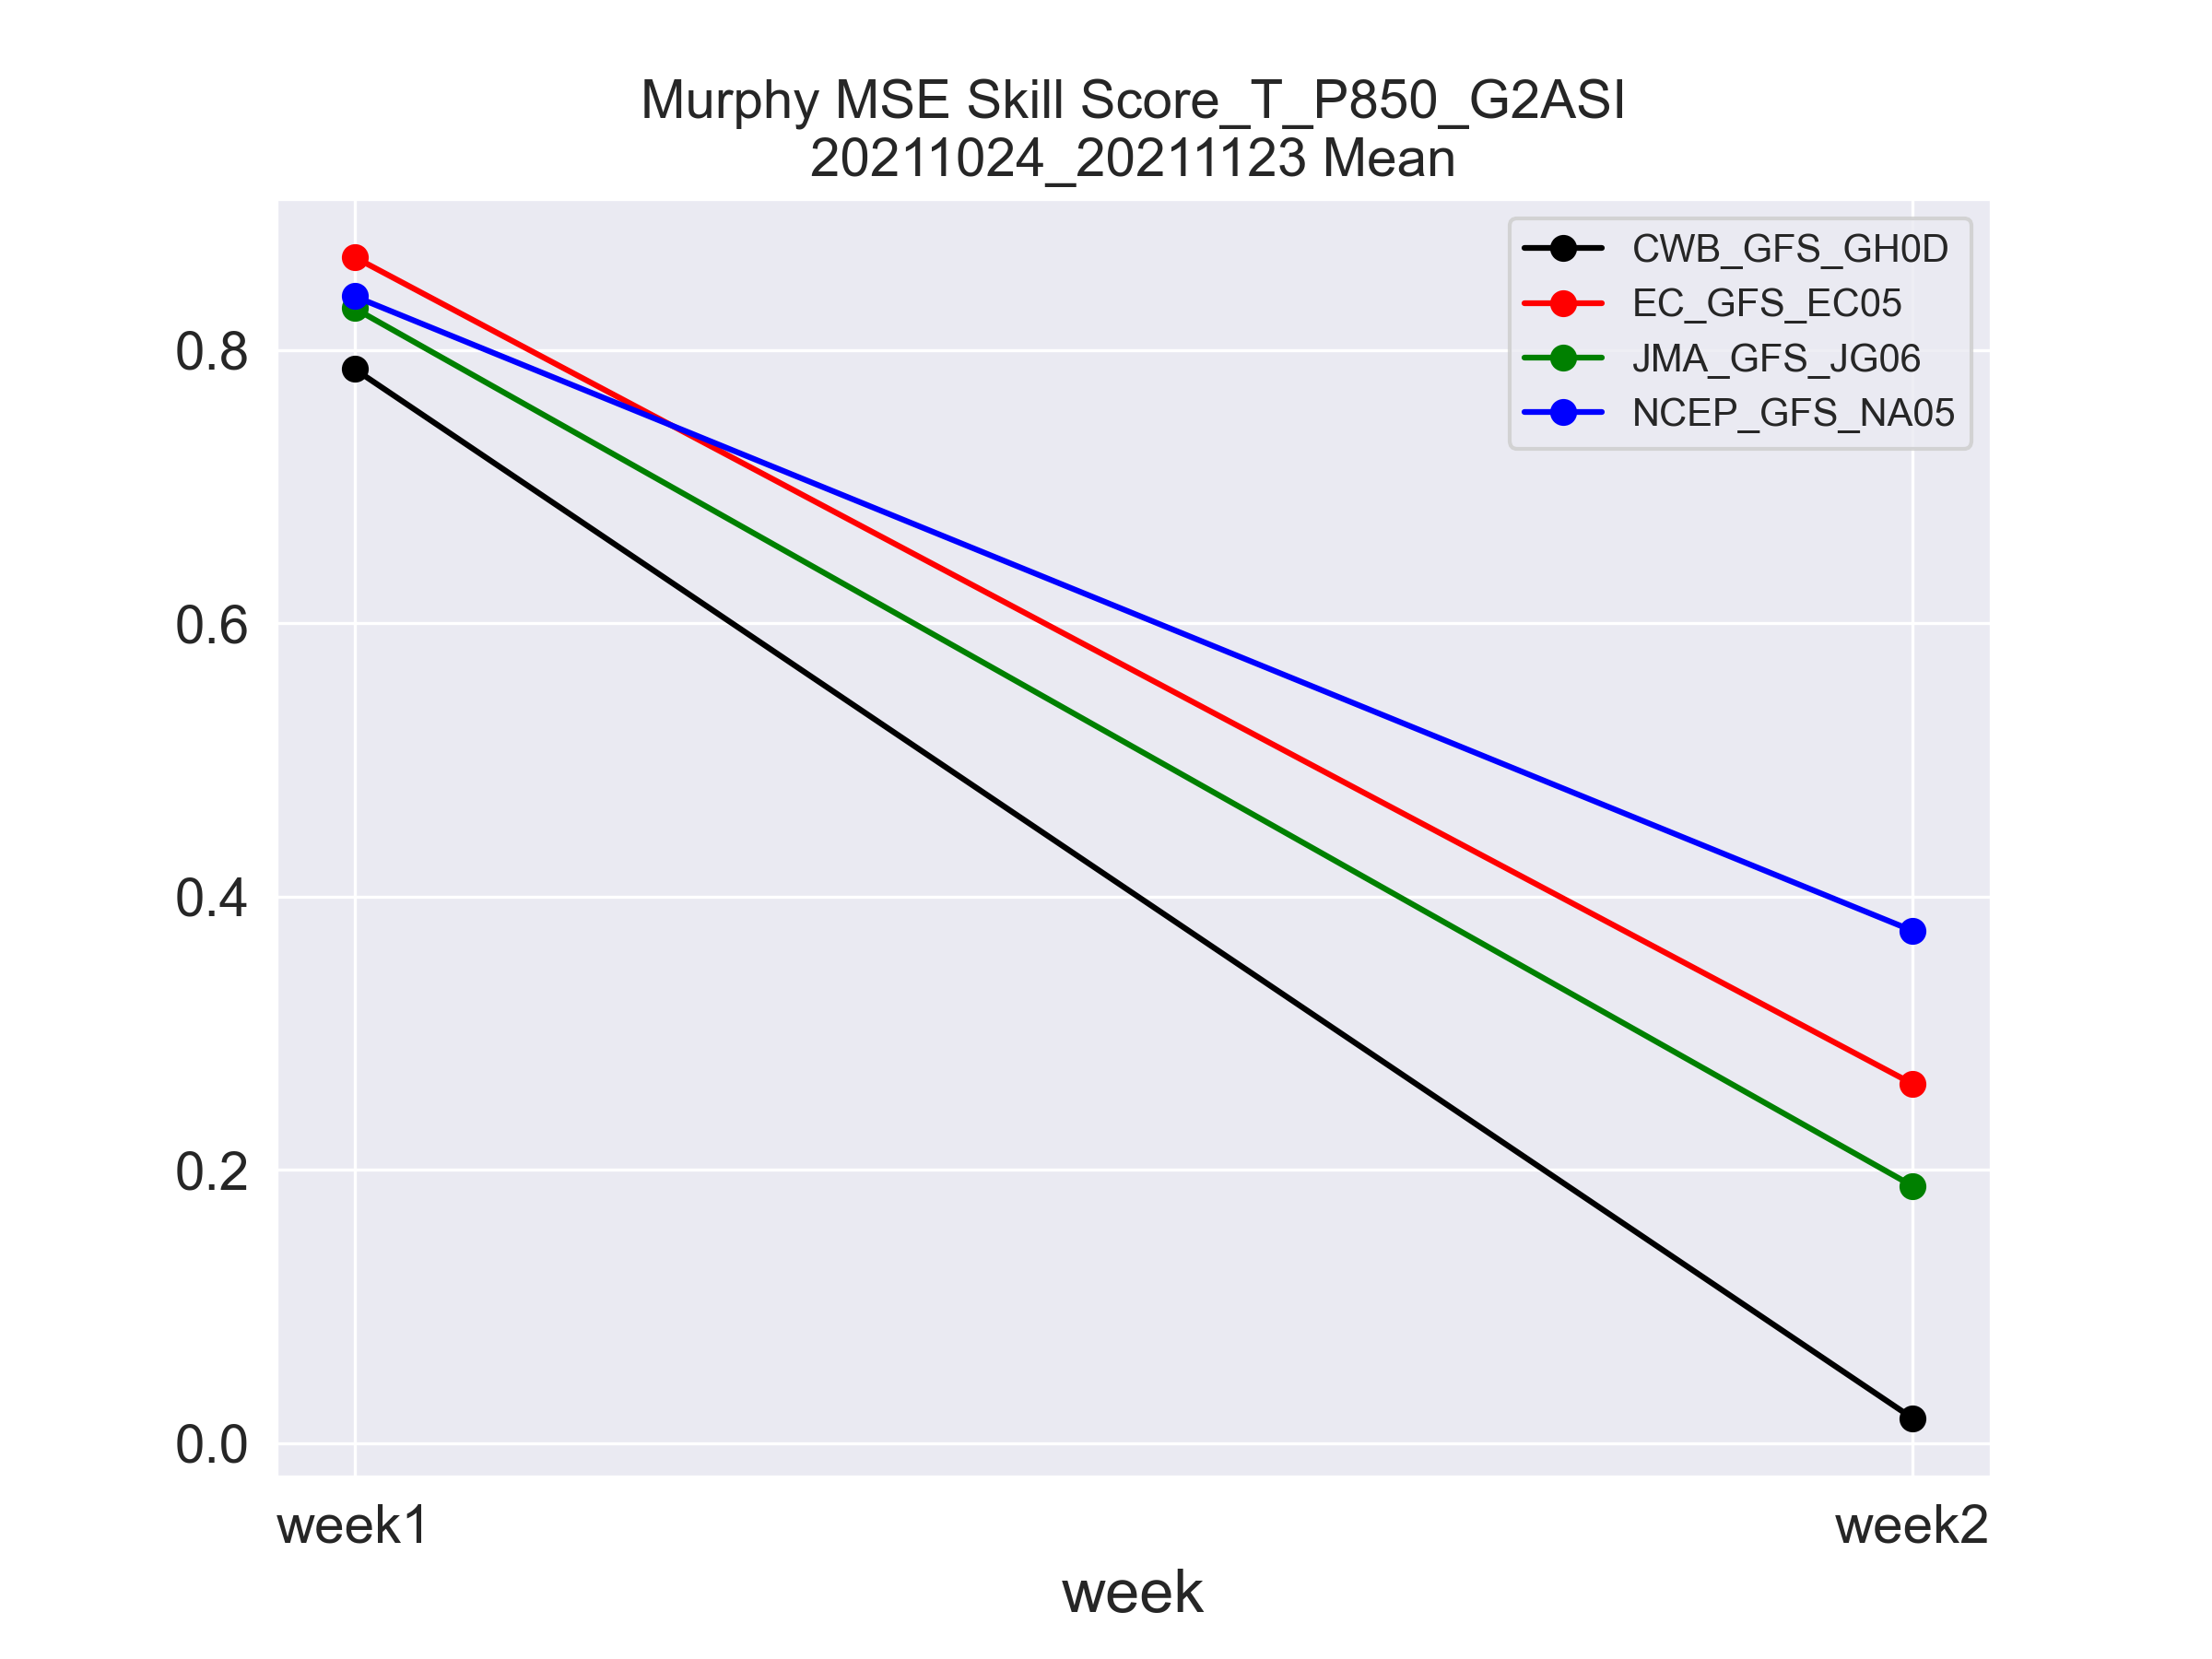 Murphy MSE Skill Score_T_P850_G2ASI
20211024_20211123 Mean
CWB_GFS_GH0D
EC_GFS_EC05
JMA_GFS_JG06
NCEP_GFS_NA05
0.8
0.6
0.4
0.2
0.0
week1
week2
week